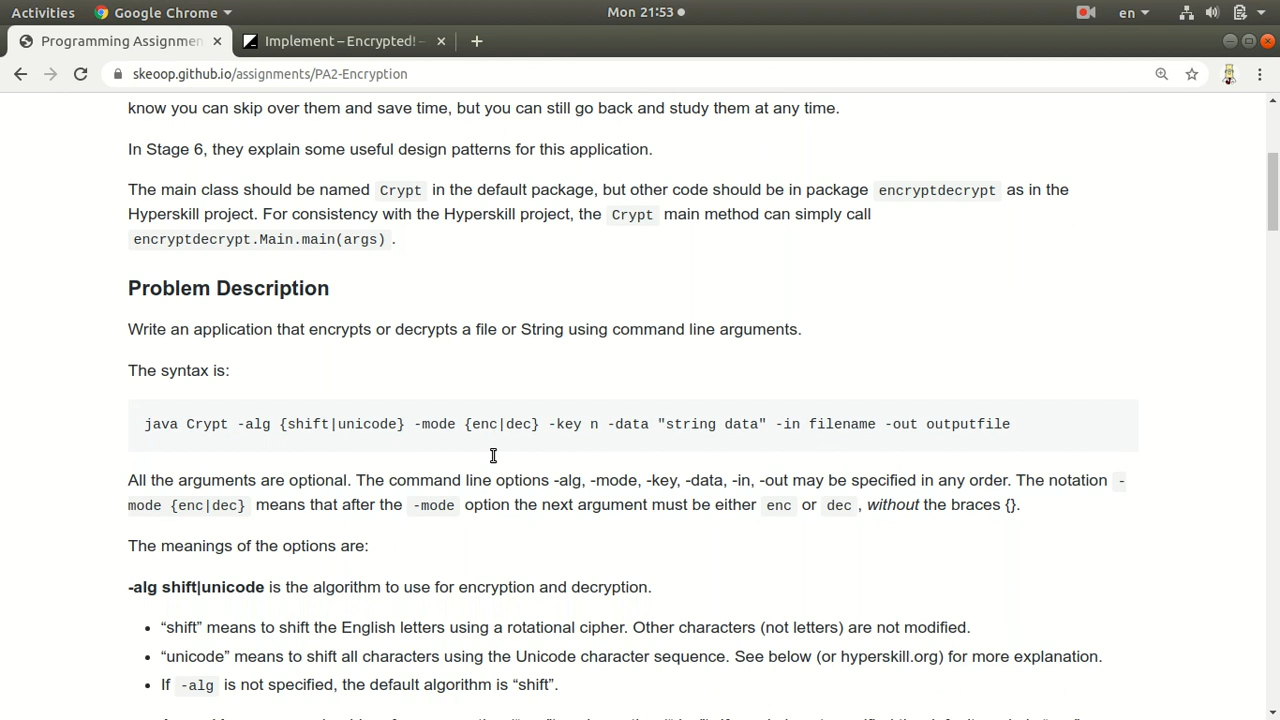 Activities Google Chrome Mon 21:53 en
Programming Assignmen Implement – Encrypted! –
skeoop.github.io/assignments/PA2-Encryption
know you can skip over them and save time, but you can still go back and study them at any time.
In Stage 6, they explain some useful design patterns for this application.
The main class should be named Crypt in the default package, but other code should be in package encryptdecrypt as in the
Hyperskill project. For consistency with the Hyperskill project, the Crypt main method can simply call
encryptdecrypt.Main.main(args) .
Problem Description
Write an application that encrypts or decrypts a file or String using command line arguments.
The syntax is:
java Crypt -alg {shift|unicode} -mode {enc|dec} -key n -data "string data" -in filename -out outputfile
All the arguments are optional. The command line options -alg, -mode, -key, -data, -in, -out may be specified in any order. The notation -
mode {enc|dec} means that after the -mode option the next argument must be either enc or dec , without the braces {}.
The meanings of the options are:
-alg shift|unicode is the algorithm to use for encryption and decryption.
• “shift” means to shift the English letters using a rotational cipher. Other characters (not letters) are not modified.
• “unicode” means to shift all characters using the Unicode character sequence. See below (or hyperskill.org) for more explanation.
• If -alg is not specified, the default algorithm is “shift”.